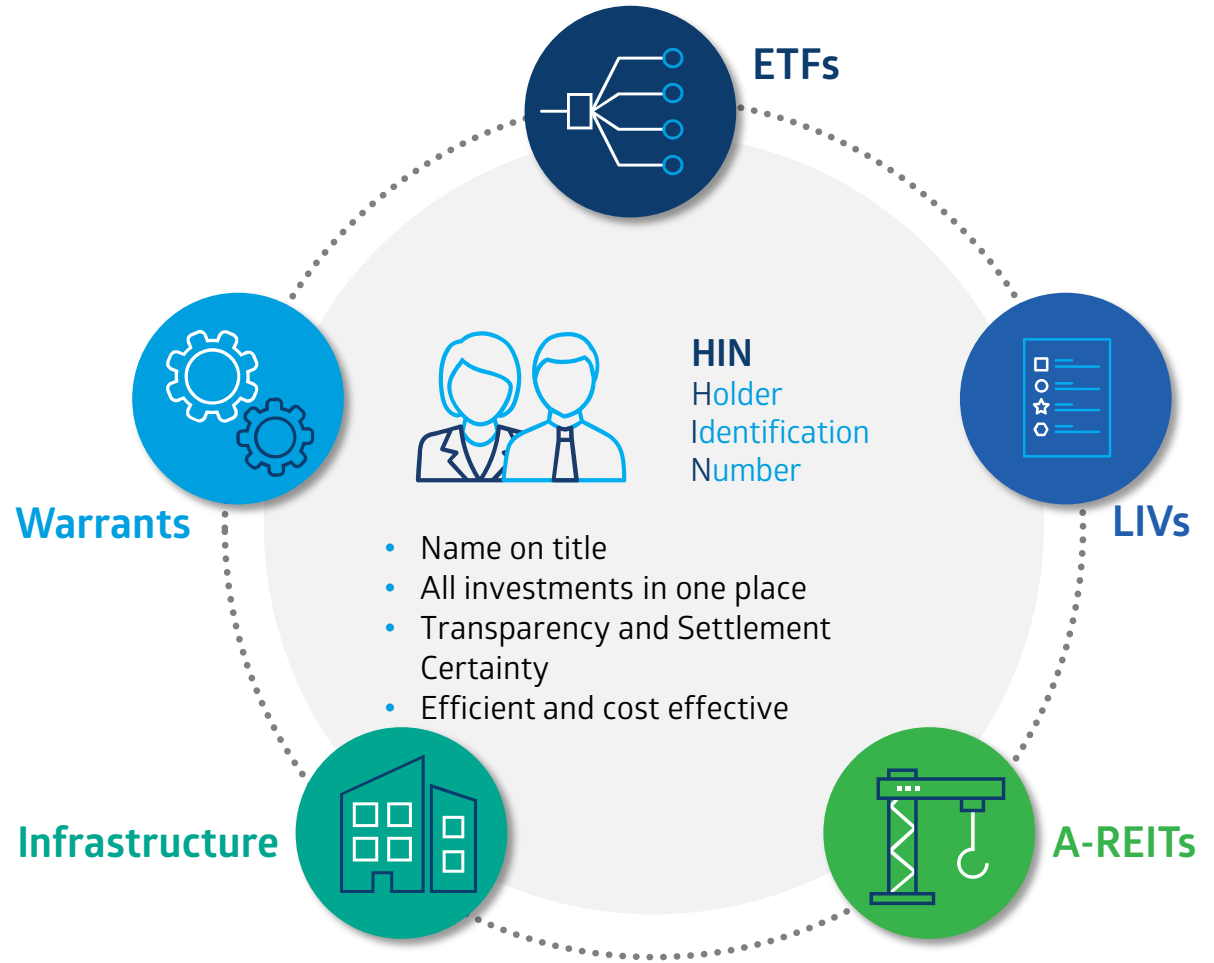 ETFs
HIN
Holder
Identification
Number
Warrants
LIVs
• Name on title
• All investments in one place
• Transparency and Settlement
Certainty
• Efficient and cost effective
Infrastructure
A-REITs